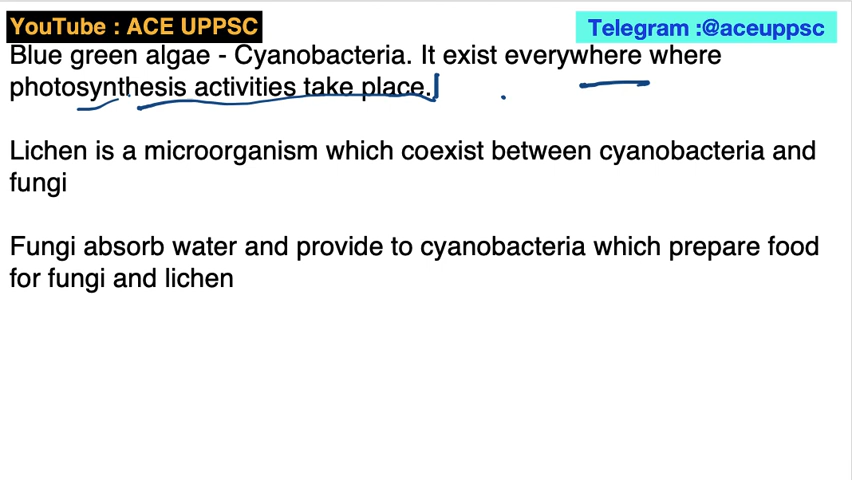 YouTube : ACE UPPSC
Telegram :@aceuppsc
Blue green algae - Cyanobacteria. It exist everywhere where
photosynthesis activities take place.
Lichen is a microorganism which coexist between cyanobacteria and
fungi
Fungi absorb water and provide to cyanobacteria which prepare food
for fungi and lichen